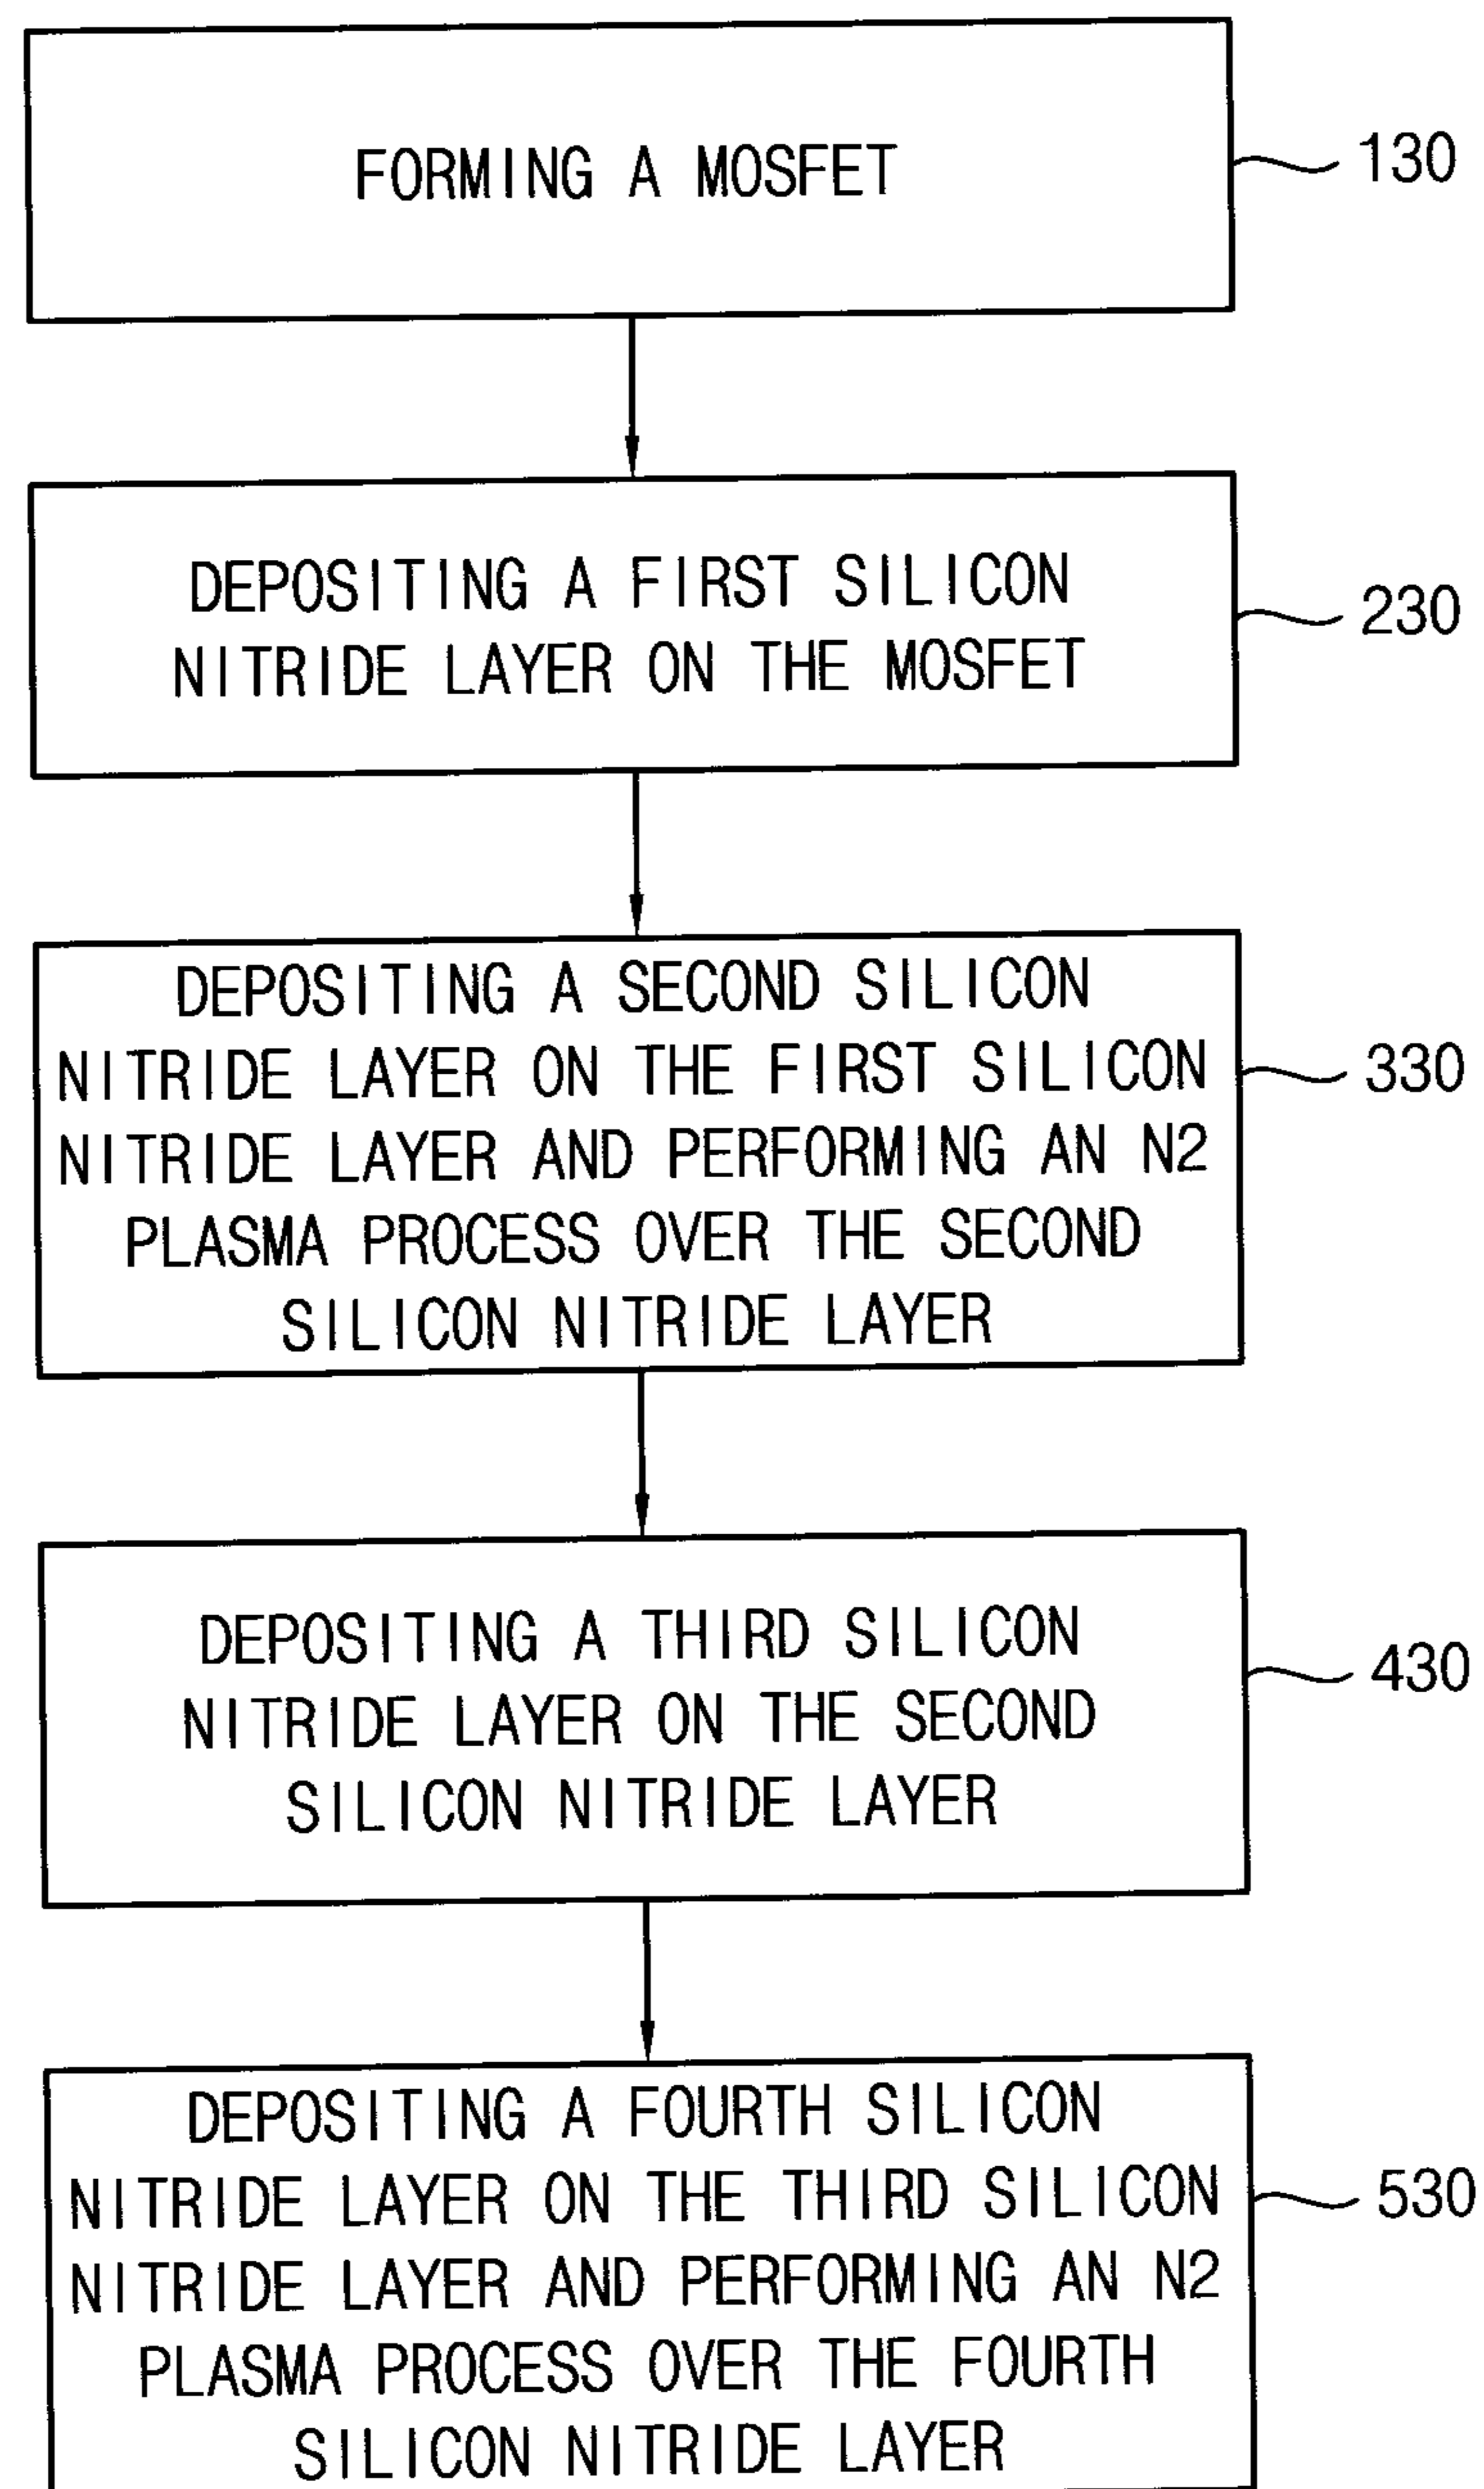 FORMING A MOSFET
130
DEPOSITING A FIRST SILICON
NITRIDE LAYER ON THE MOSFET
230
DEPOSITING A SECOND SILICON
NITRIDE LAYER ON THE FIRST SILICON
NITRIDE LAYER AND PERFORMING AN N2
PLASMA PROCESS OVER THE SECOND
SILICON NITRIDE LAYER
330
DEPOSITING A THIRD SILICON
NITRIDE LAYER ON THE SECOND
SILICON NITRIDE LAYER
430
DEPOSITING A FOURTH SILICON
NITRIDE LAYER ON THE THIRD SILICON
NITRIDE LAYER AND PERFORMING AN N2
PLASMA PROCESS OVER THE FOURTH
SILICON NITRIDE LAYER
530